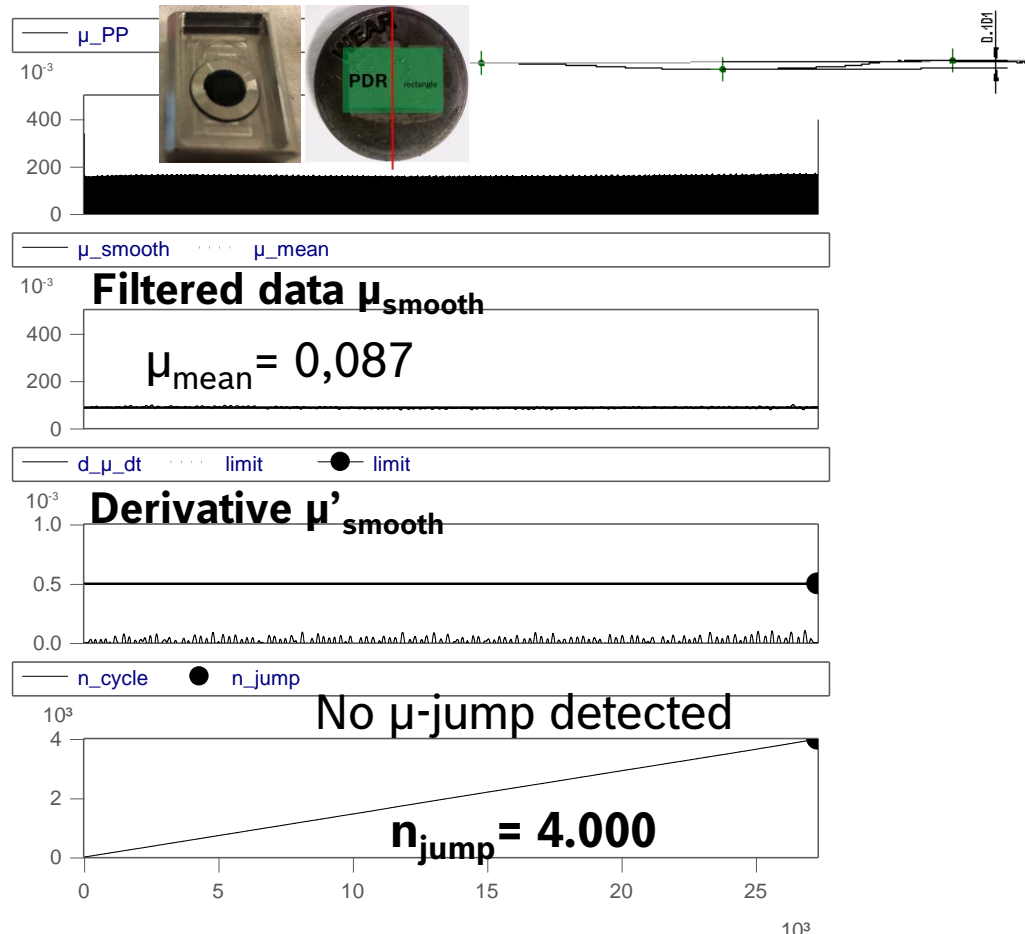 μ_PP
WEAR
PDR rectangle
10⁻³
400
200
0
μ_smooth μ_mean
10⁻³
Filtered data μsmooth
400
μmean = 0,087
200
0
d_μ_dt limit limit
10⁻³
Derivative μ’smooth
1.0
0.5
0.0
n_cycle n_jump
No μ-jump detected
10³
4
2
njump = 4.000
0
0 5 10 15 20 25
10³